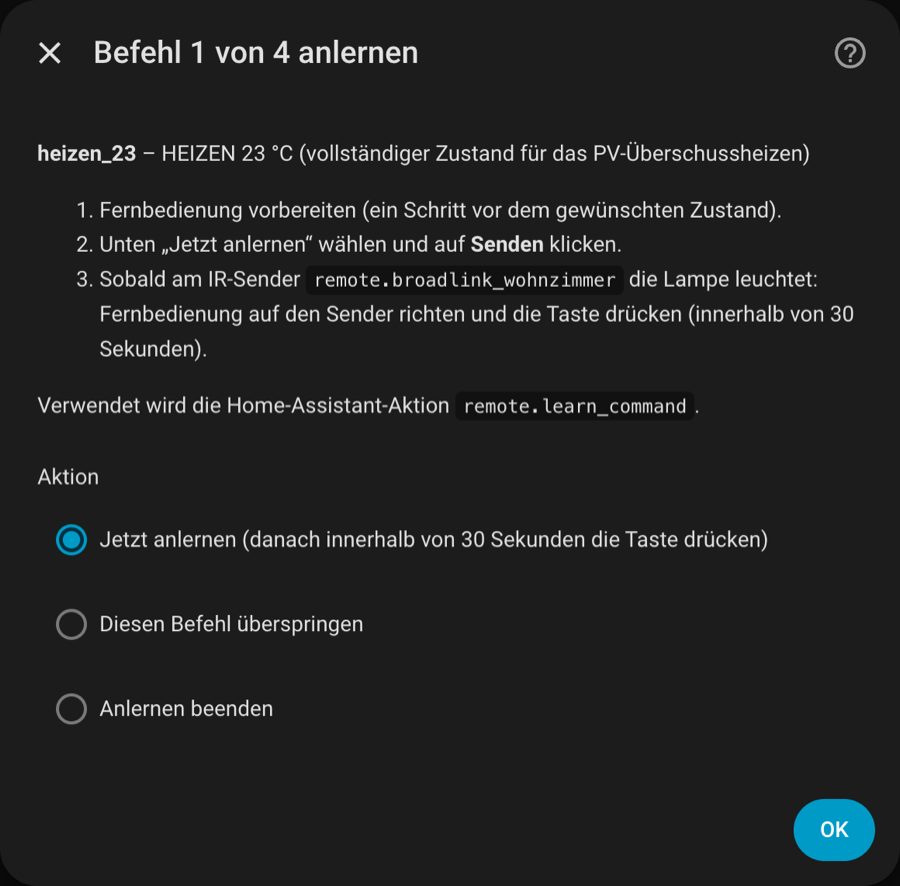 Befehl 1 von 4 anlernen
heizen_23 – HEIZEN 23 °C (vollständiger Zustand für das PV-Überschussheizen)
1. Fernbedienung vorbereiten (ein Schritt vor dem gewünschten Zustand).
2. Unten „Jetzt anlernen“ wählen und auf Senden klicken.
3. Sobald am IR-Sender remote.broadlink_wohnzimmer die Lampe leuchtet:
Fernbedienung auf den Sender richten und die Taste drücken (innerhalb von 30
Sekunden).
Verwendet wird die Home-Assistant-Aktion remote.learn_command.
Aktion
Jetzt anlernen (danach innerhalb von 30 Sekunden die Taste drücken)
Diesen Befehl überspringen
Anlernen beenden
OK